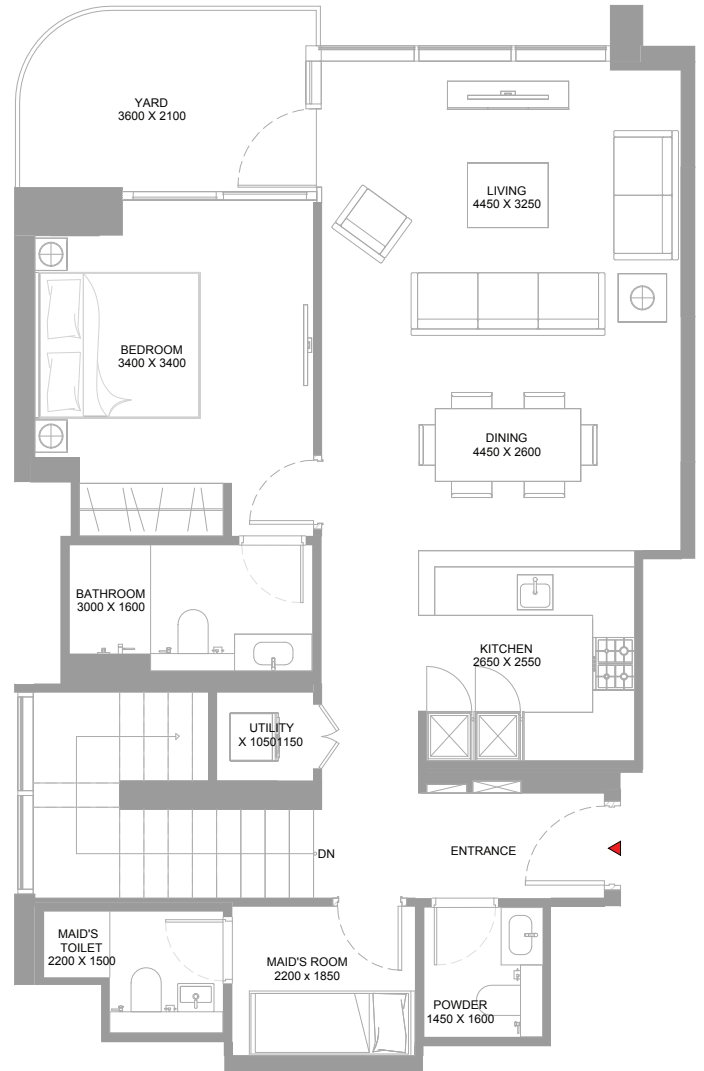 YARD
3600 X 2100
LIVING
4450 X 3250
BEDROOM
3400 X 3400
DINING
4450 X 2600
BATHROOM
3000 X 1600
KITCHEN
2650 X 2550
UTILITY
X 10501150
DN
ENTRANCE
MAID'S
TOILET
2200 X 1500
MAID'S ROOM
2200 x 1850
POWDER
1450 X 1600